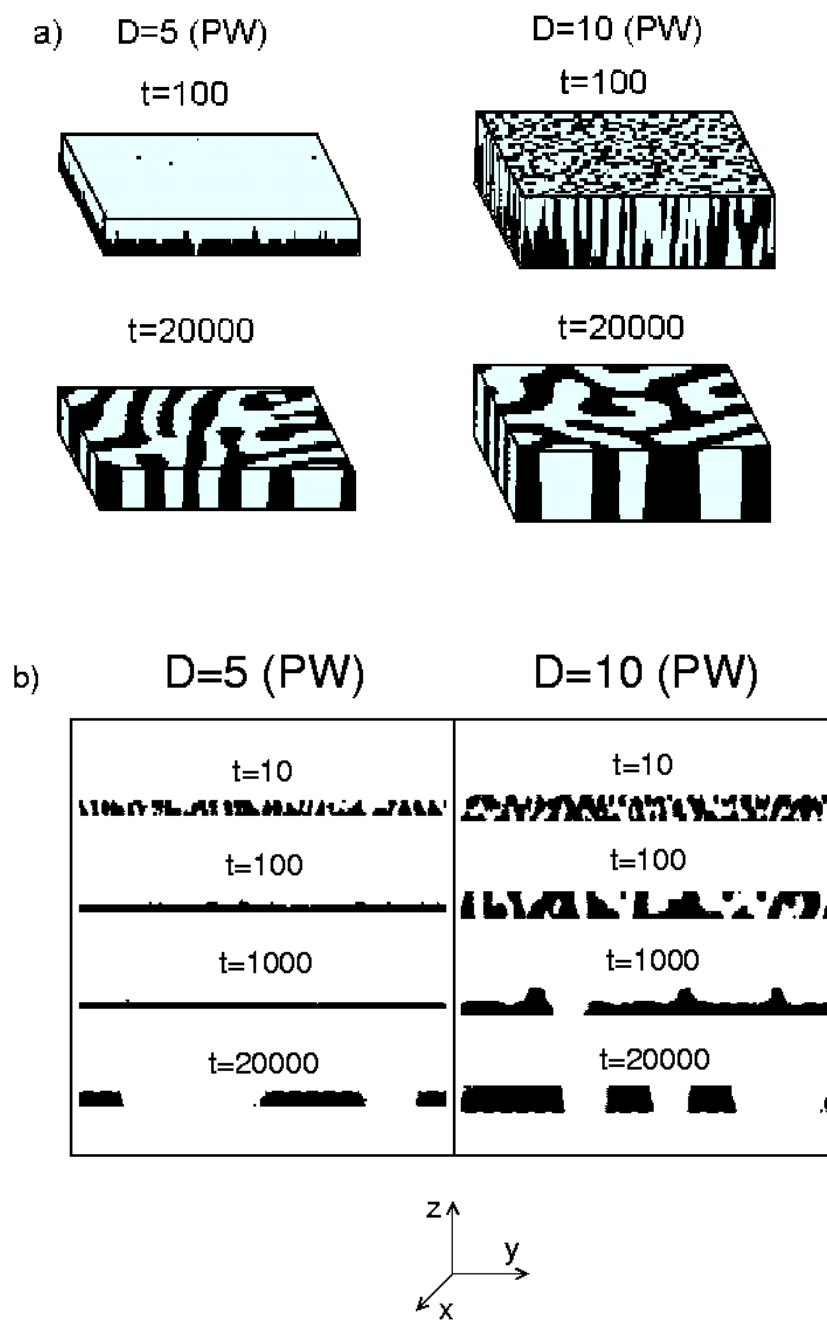 a) D=5 (PW) D=10 (PW)
t=100 t=100
t=20000 t=20000
b) D=5 (PW) D=10 (PW)
t=10 t=10
t=100 t=100
t=1000 t=1000
t=20000 t=20000
z
y
x